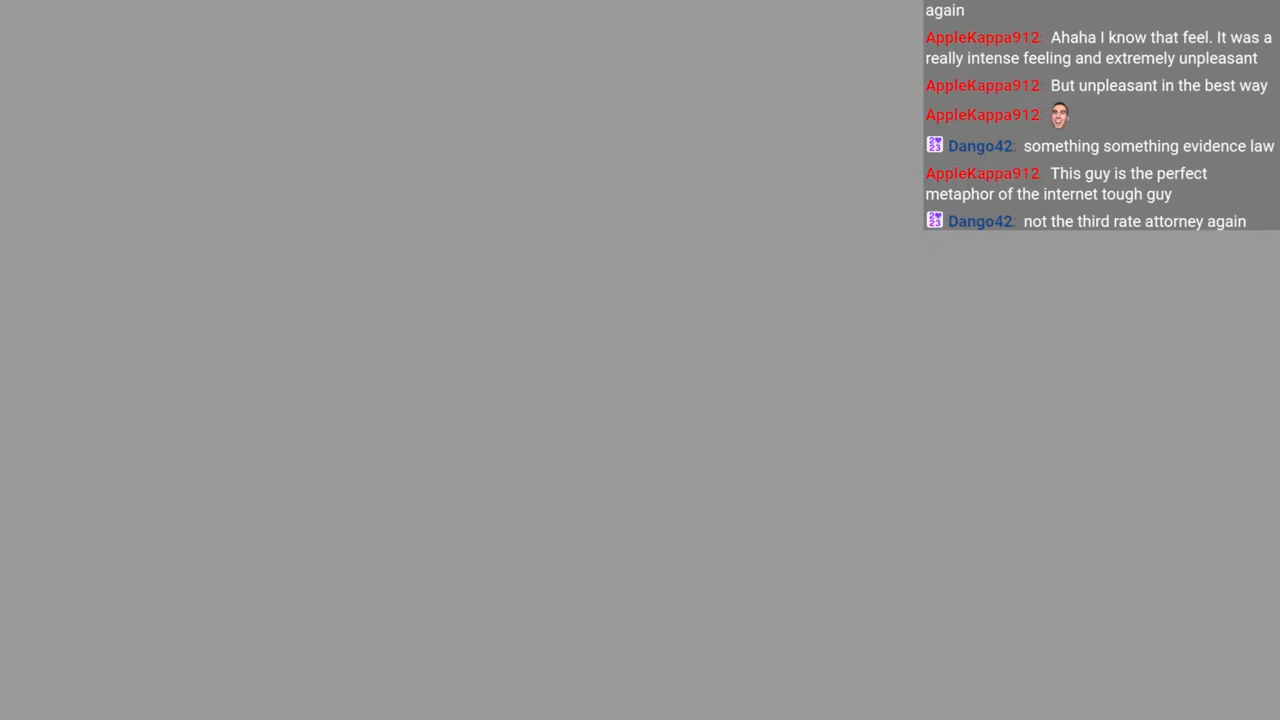 again
AppleKappa912: Ahaha I know that feel. It was a
really intense feeling and extremely unpleasant
AppleKappa912: But unpleasant in the best way
AppleKappa912:
Dango42: something something evidence law
AppleKappa912: This guy is the perfect
metaphor of the internet tough guy
Dango42: not the third rate attorney again